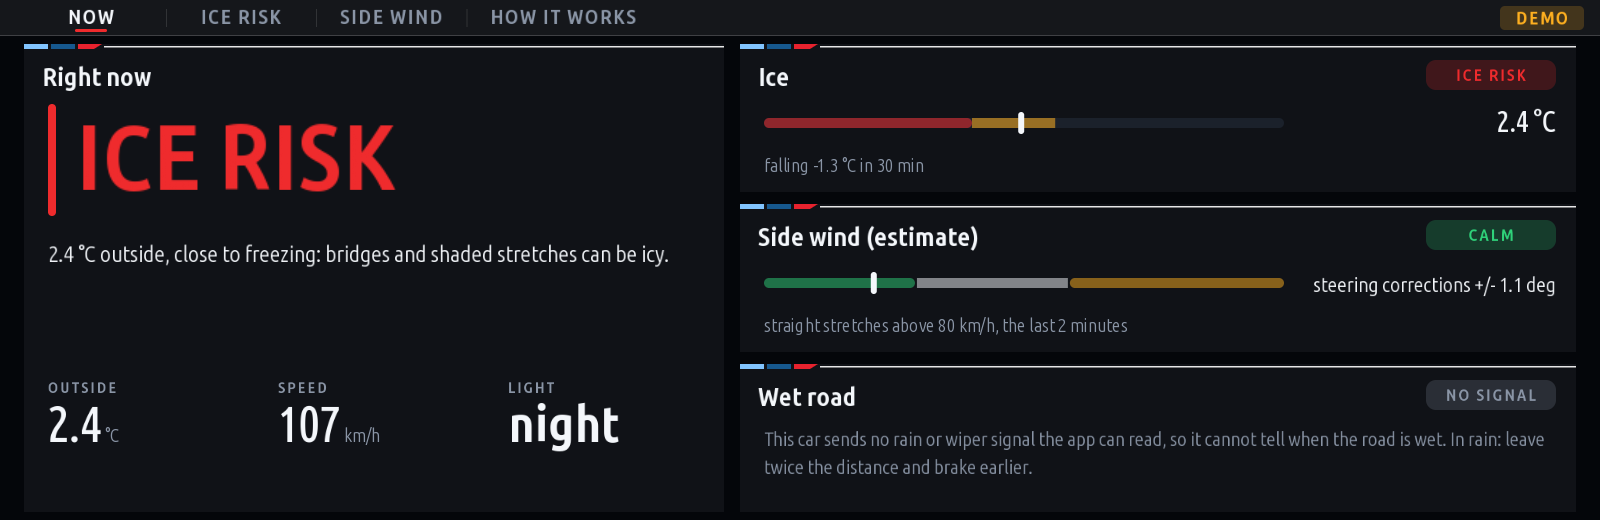 NOW
ICE RISK
SIDE WIND
HOW IT WORKS
DEMO
Right now
ICE RISK
2.4 °C outside, close to freezing: bridges and shaded stretches can be icy.
OUTSIDE
2.4 °C
SPEED
107 km/h
LIGHT
night
Ice
ICE RISK
2.4 °C
falling -1.3 °C in 30 min
Side wind (estimate)
CALM
steering corrections +/- 1.1 deg
straight stretches above 80 km/h, the last 2 minutes
Wet road
NO SIGNAL
This car sends no rain or wiper signal the app can read, so it cannot tell when the road is wet. In rain: leave
twice the distance and brake earlier.